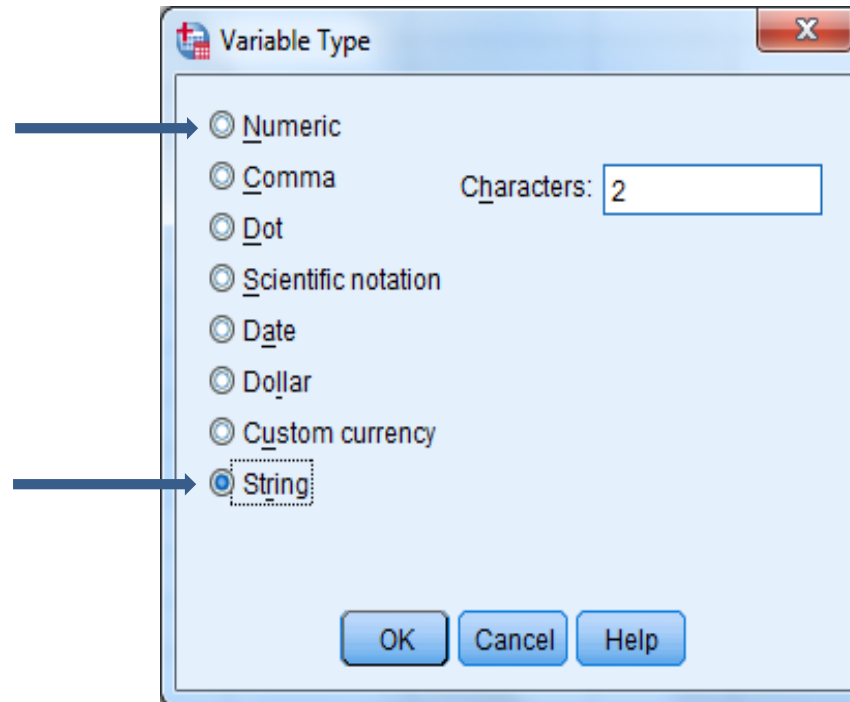 Variable Type
Numeric
Comma
Characters: 2
Dot
Scientific notation
Date
Dollar
Custom currency
String
OK Cancel Help